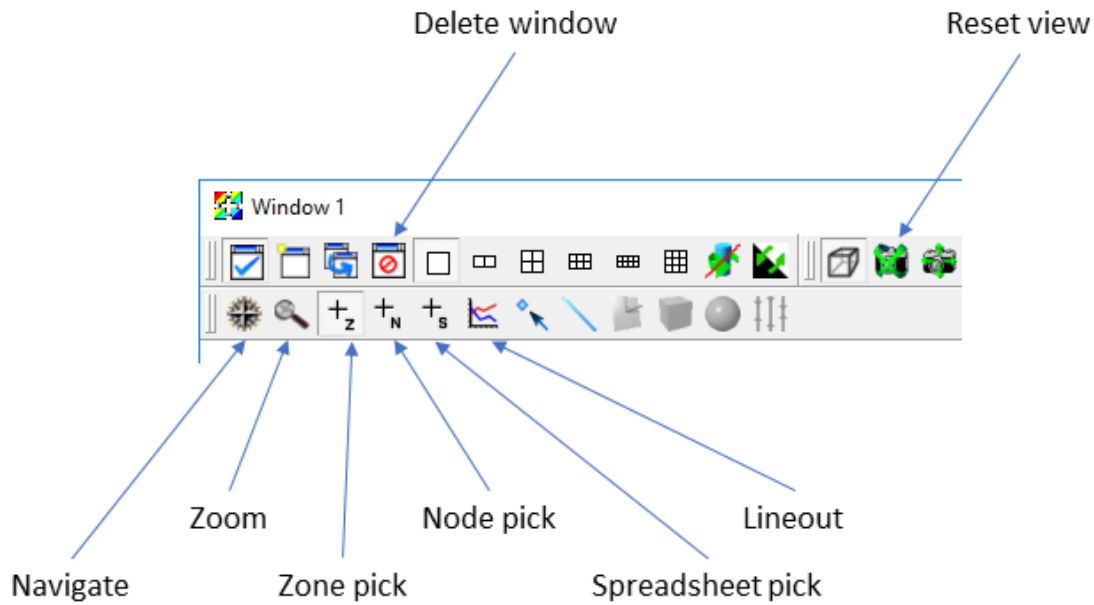 Delete window
Reset view
Window 1
Z
N
S
Zoom
Node pick
Lineout
Navigate
Zone pick
Spreadsheet pick